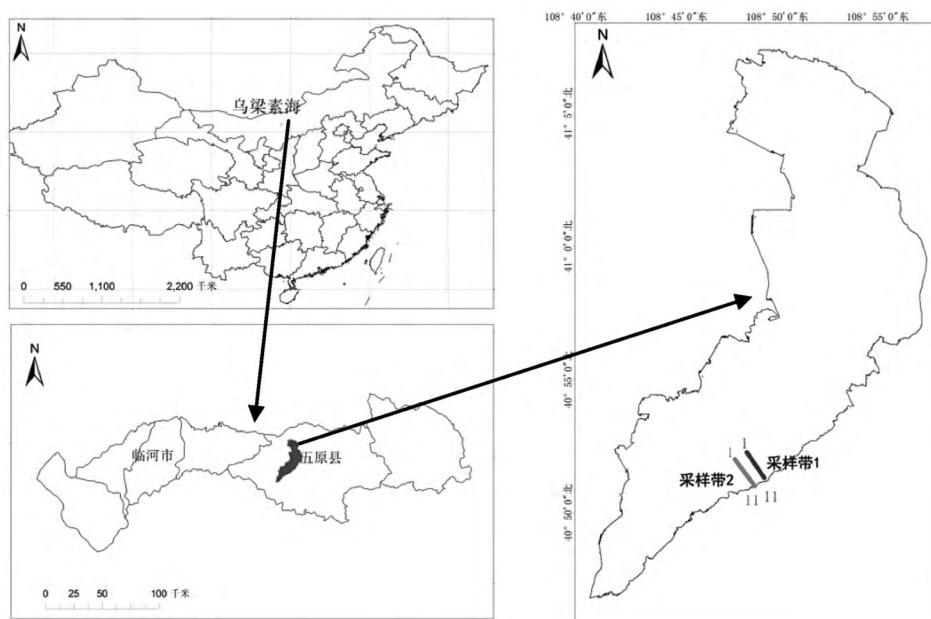 N
乌梁素海
0 550 1,100 2,200 千米
N
临河市
五原县
0 25 50 100 千米
108° 40′0″东 108° 45′0″东 108° 50′0″东 108° 55′0″东
N
41° 5′0″北
41° 0′0″北
40° 55′0″北
40° 50′0″北
1
1
采样带1
采样带2
11
11